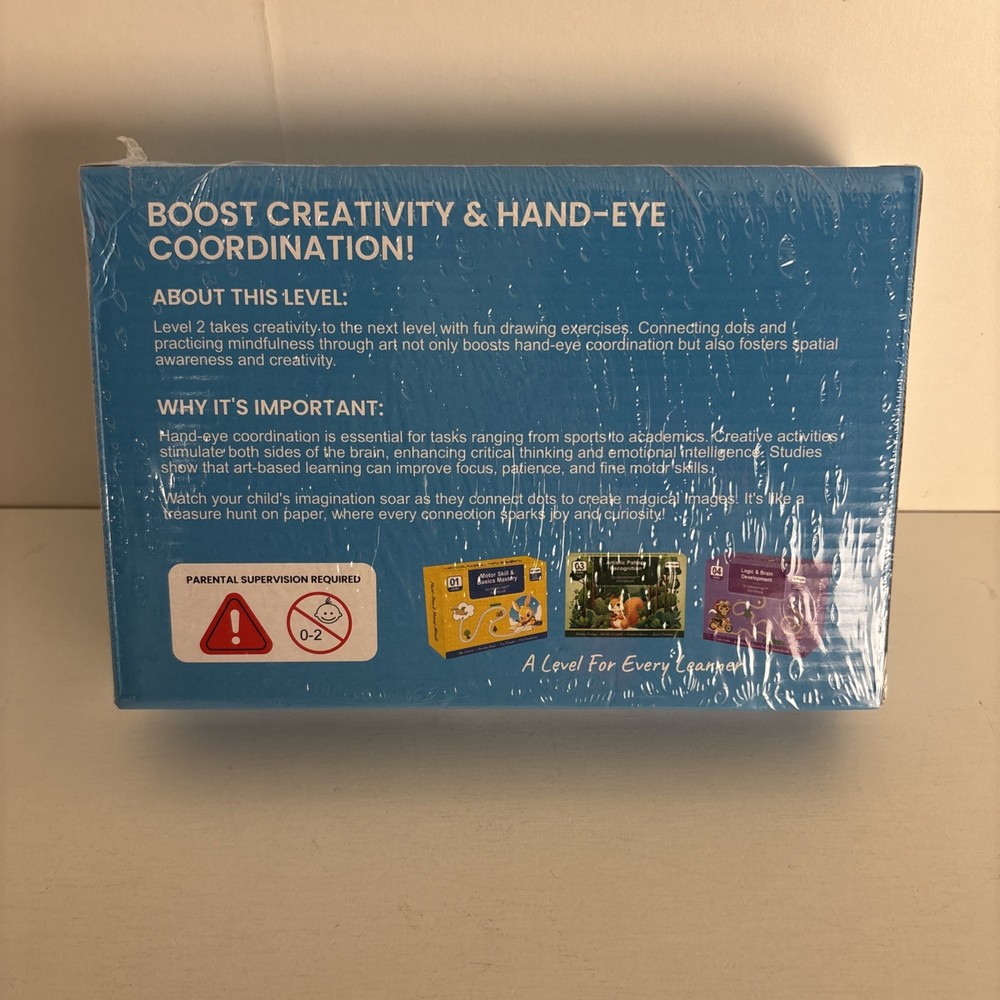 BOOST CREATIVITY & HAND-EYE
COORDINATION!
ABOUT THIS LEVEL:
Level 2 takes creativity to the next level with fun drawing exercises. Connecting dots and
practicing mindfulness through art not only boosts hand-eye coordination but also fosters spatial
awareness and creativity.
WHY IT'S IMPORTANT:
Hand-eye coordination is essential for tasks ranging from sports to academics. Creative activities
stimulate both sides of the brain, enhancing critical thinking and emotional intelligence. Studies
show that art-based learning can improve focus, patience, and fine motor skills.
Watch your child's imagination soar as they connect dots to create magical images! It's like a
treasure hunt on paper, where every connection sparks joy and curiosity!
PARENTAL SUPERVISION REQUIRED
0-2
01
Motor Skill &
Basics Mastery
03
Recognition
04
Logic & Brain
Development
A Level For Every Learner